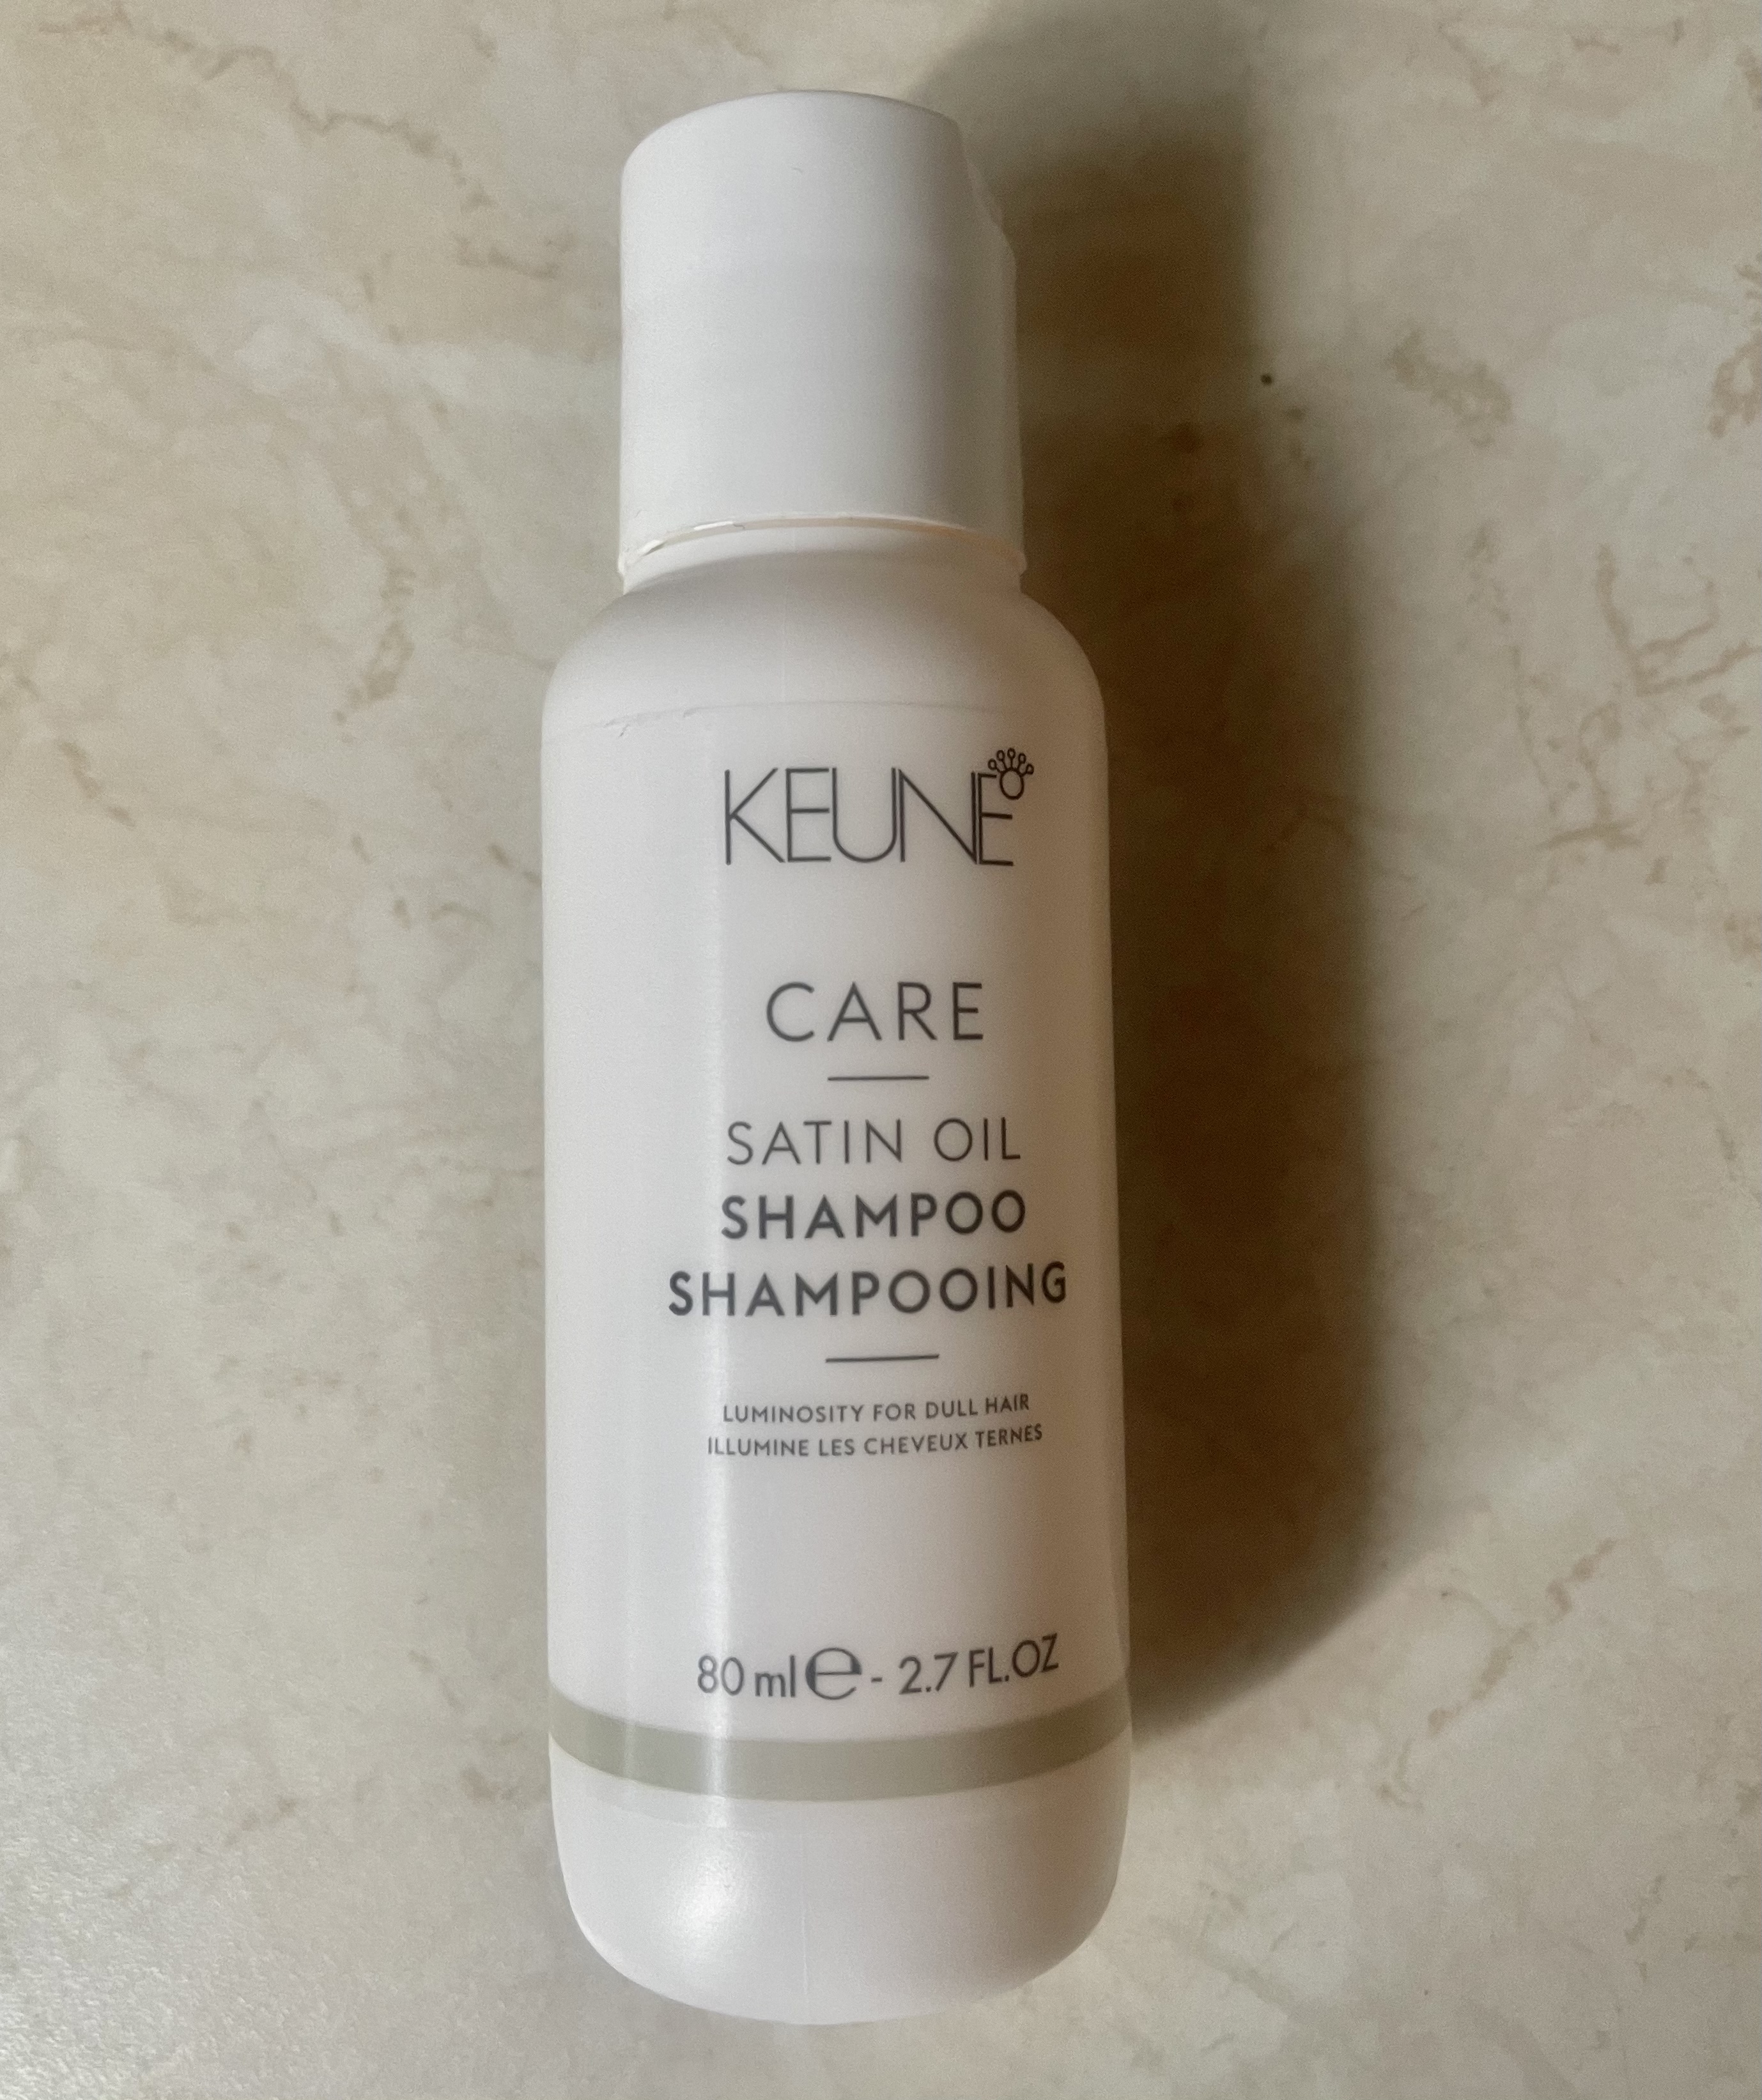 KEUNE
CARE
SATIN OIL
SHAMPOO
SHAMPOOING
LUMINOSITY FOR DULL HAIR
ILLUMINE LES CHEVEUX TERNES
80 ml ℮ - 2.7 FL.OZ